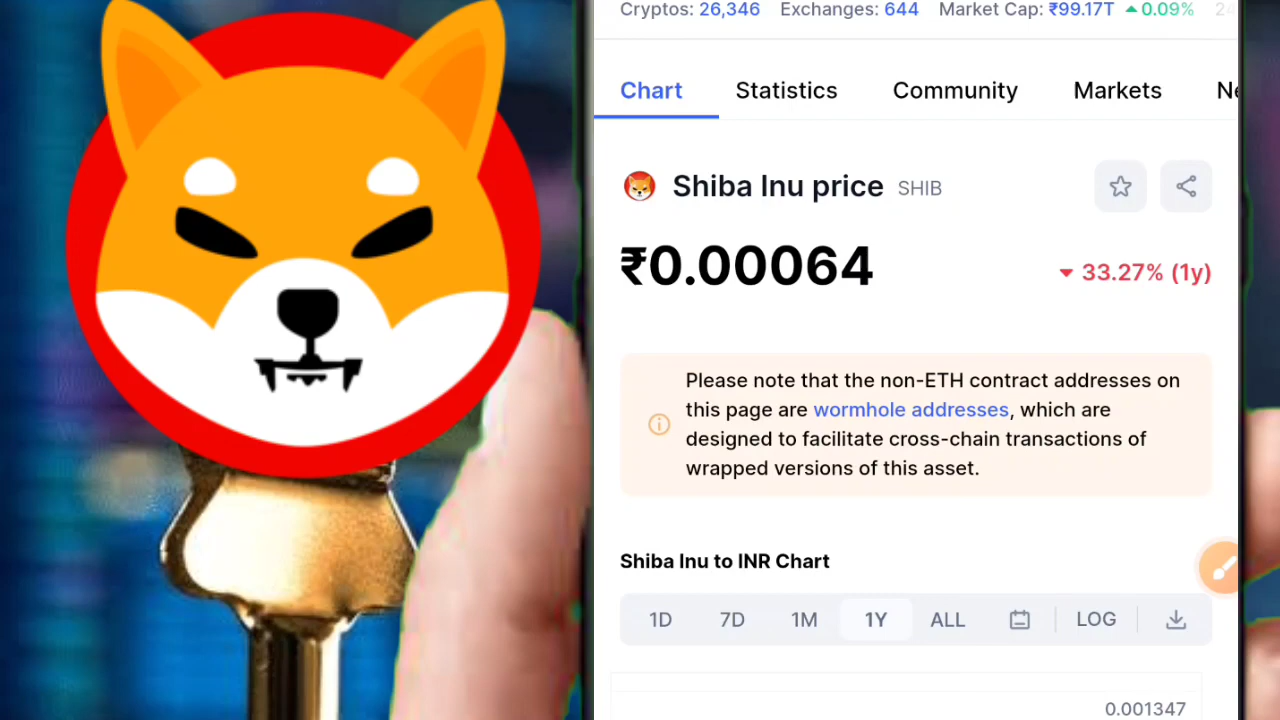 Cryptos: 26,346 Exchanges: 644 Market Cap: ₹99.17T 0.09%
Chart Statistics Community Markets
Shiba Inu price SHIB
₹0.00064
33.27% (1y)
Please note that the non-ETH contract addresses on
this page are wormhole addresses, which are
designed to facilitate cross-chain transactions of
wrapped versions of this asset.
Shiba Inu to INR Chart
1D 7D 1M 1Y ALL LOG
0.001347